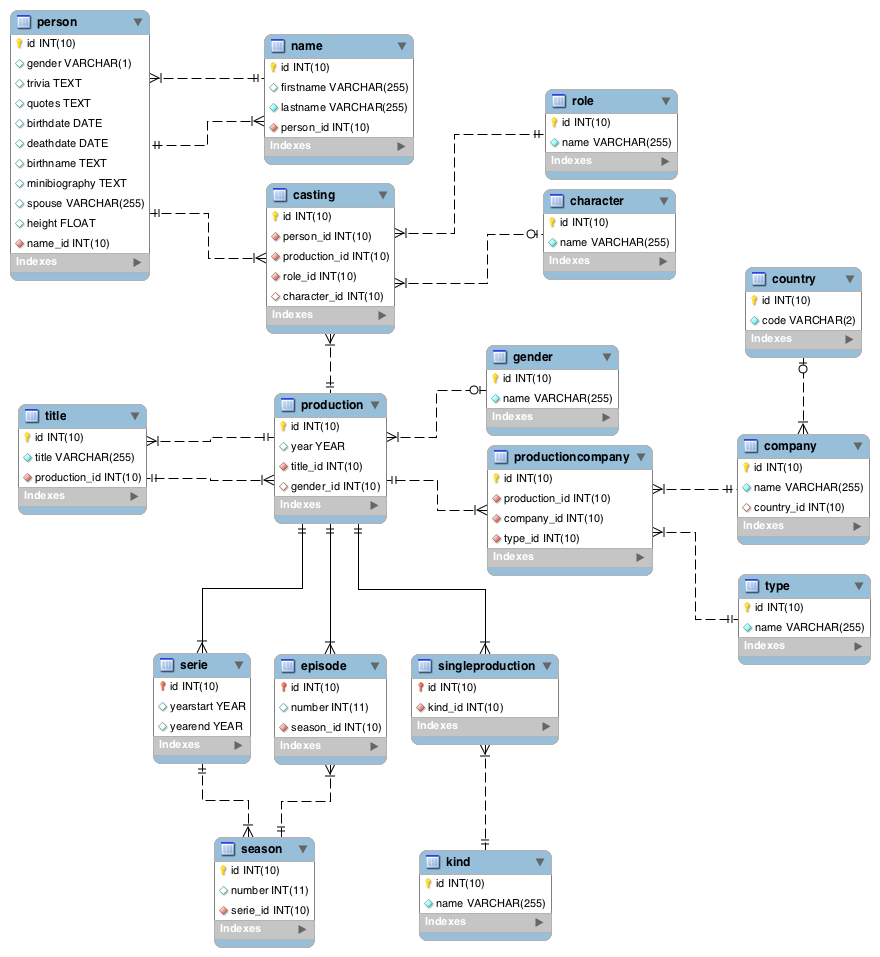 person
id INT(10)
gender VARCHAR(1)
trivia TEXT
quotes TEXT
birthdate DATE
deathdate DATE
birthname TEXT
minibiography TEXT
spouse VARCHAR(255)
height FLOAT
name_id INT(10)
Indexes
name
id INT(10)
firstname VARCHAR(255)
lastname VARCHAR(255)
person_id INT(10)
Indexes
role
id INT(10)
name VARCHAR(255)
Indexes
casting
id INT(10)
person_id INT(10)
production_id INT(10)
role_id INT(10)
character_id INT(10)
Indexes
character
id INT(10)
name VARCHAR(255)
Indexes
country
id INT(10)
code VARCHAR(2)
Indexes
gender
id INT(10)
name VARCHAR(255)
Indexes
title
id INT(10)
title VARCHAR(255)
production_id INT(10)
Indexes
production
id INT(10)
year YEAR
title_id INT(10)
gender_id INT(10)
Indexes
productioncompany
id INT(10)
production_id INT(10)
company_id INT(10)
type_id INT(10)
Indexes
company
id INT(10)
name VARCHAR(255)
country_id INT(10)
Indexes
type
id INT(10)
name VARCHAR(255)
Indexes
serie
id INT(10)
yearstart YEAR
yearend YEAR
Indexes
episode
id INT(10)
number INT(11)
season_id INT(10)
Indexes
singleproduction
id INT(10)
kind_id INT(10)
Indexes
season
id INT(10)
number INT(11)
serie_id INT(10)
Indexes
kind
id INT(10)
name VARCHAR(255)
Indexes